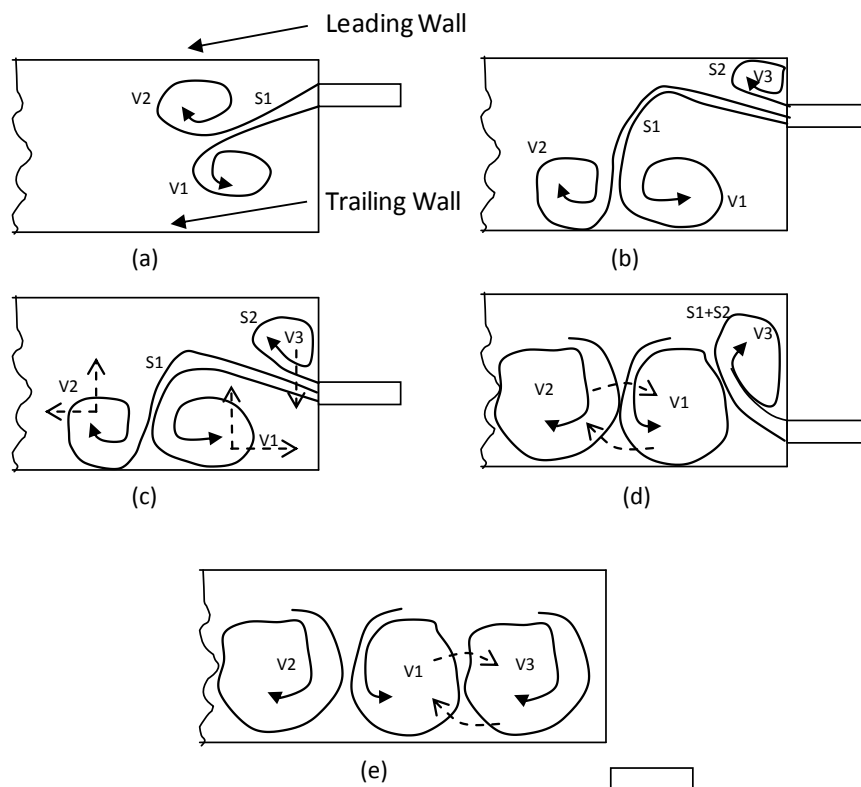 Leading Wall
V2
S1
V1
Trailing Wall
(a)
S2
V3
S1
V2
V1
(b)
S2
V3
S1
V2
V1
(c)
S1+S2
V3
V2
V1
(d)
V2
V1
V3
(e)